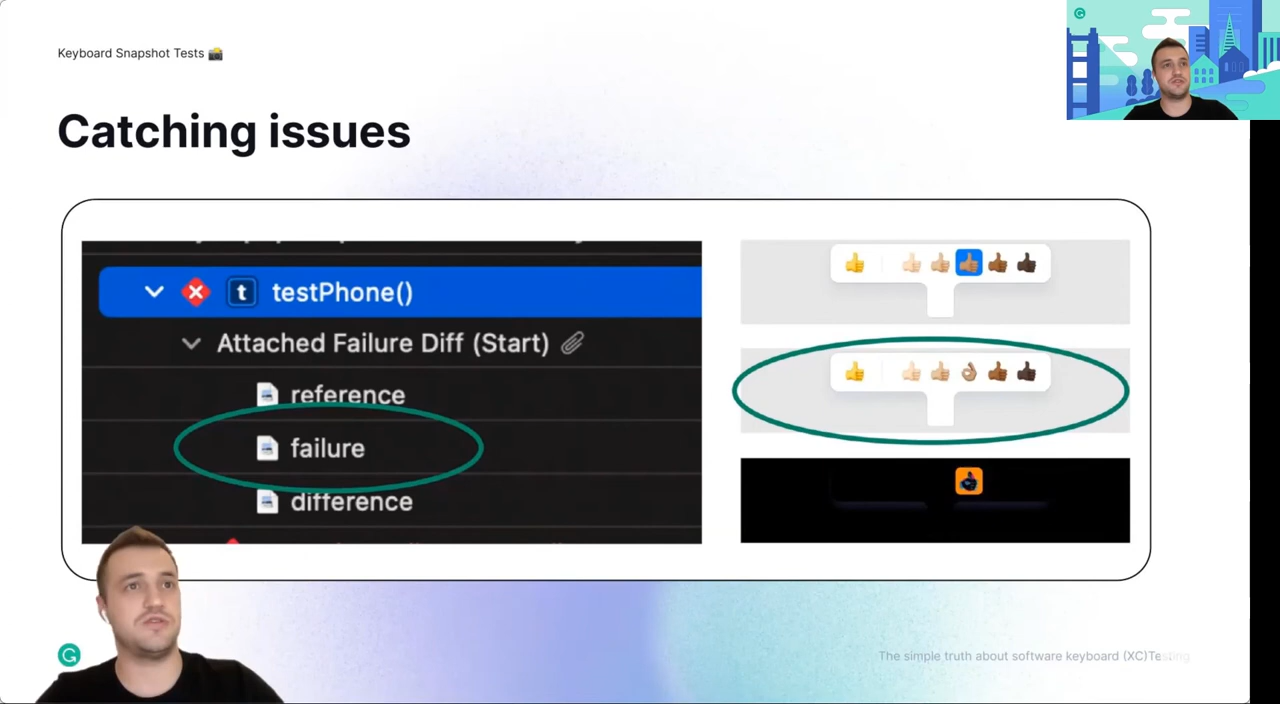 Keyboard Snapshot Tests 📸
Catching issues
t testPhone()
Attached Failure Diff (Start)
reference
failure
difference
The simple truth about software keyboard (XC)Testing